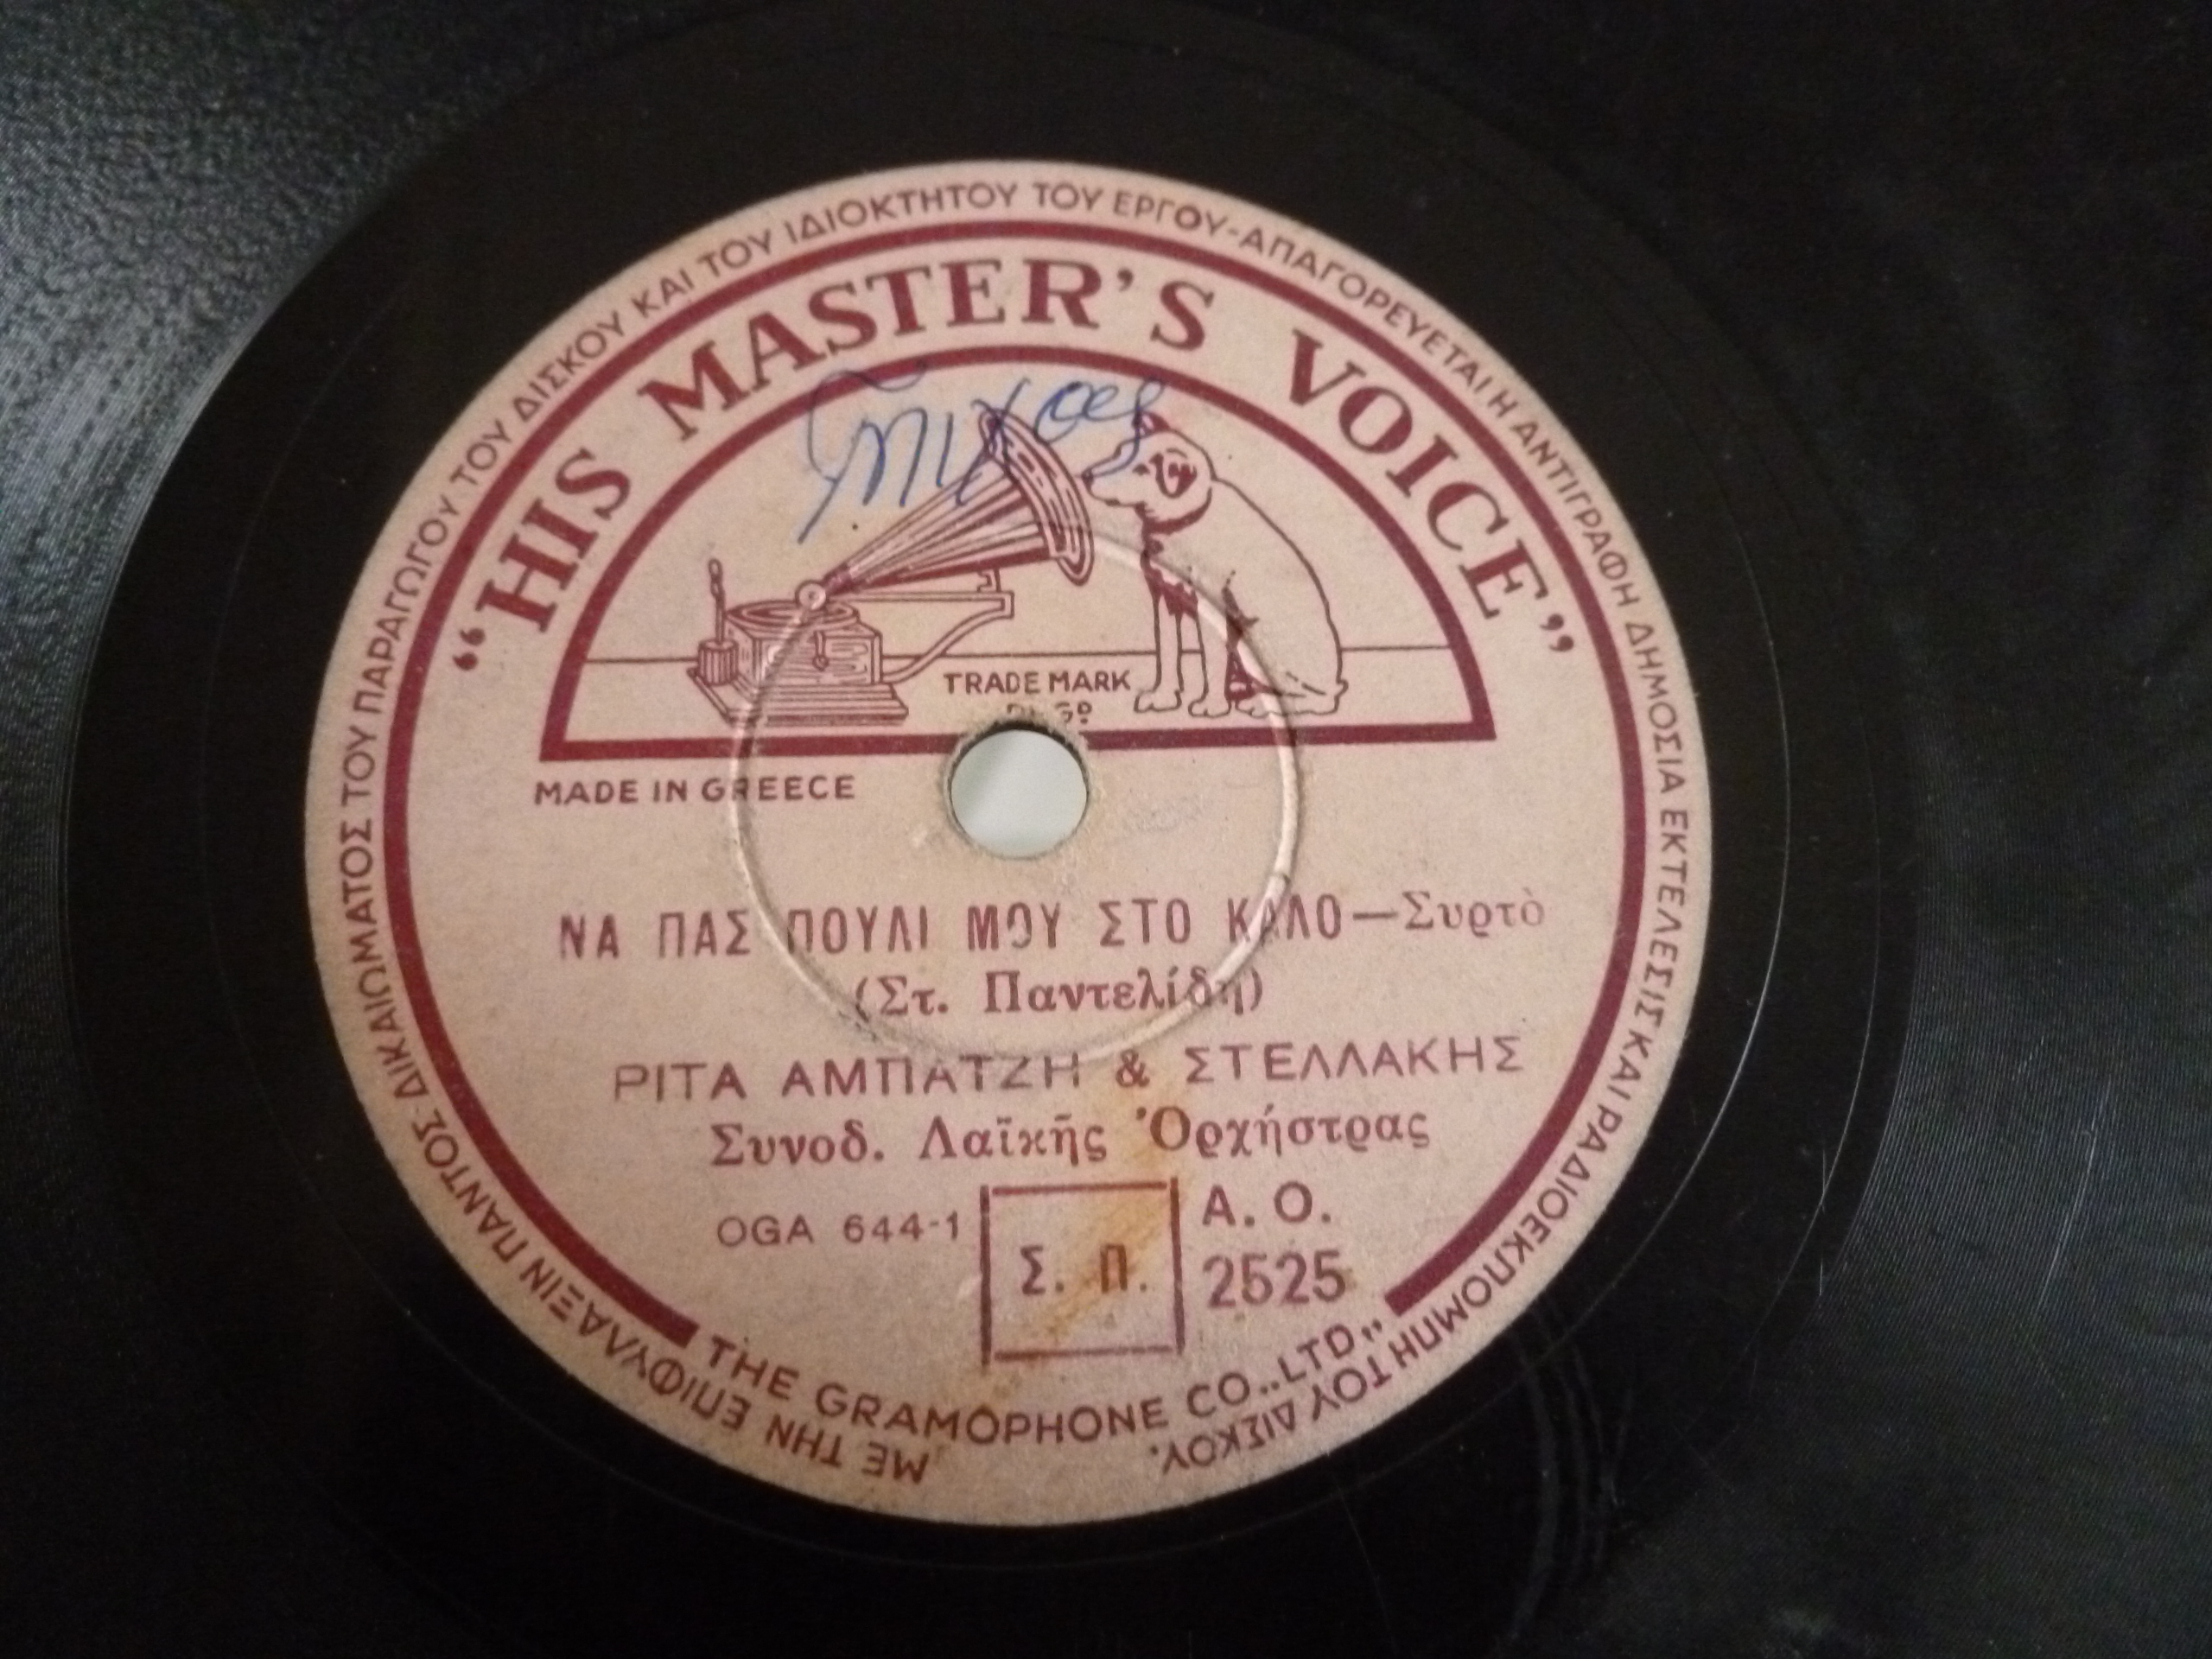 ΜΕ ΤΗΝ ΕΠΙΦΥΛΑΞΙΝ ΠΑΝΤΟΣ ΔΙΚΑΙΩΜΑΤΟΣ ΤΟΥ ΠΑΡΑΓΩΓΟΥ ΤΟΥ ΔΙΣΚΟΥ ΚΑΙ ΤΟΥ ΙΔΙΟΚΤΗΤΟΥ ΤΟΥ ΕΡΓΟΥ-ΑΠΑΓΟΡΕΥΕΤΑΙ Η ΑΝΤΙΓΡΑΦΗ ΔΗΜΟΣΙΑ ΕΚΤΕΛΕΣΙΣ ΚΑΙ ΡΑΔΙΟΕΚΠΟΜΠΗ ΤΟΥ ΔΙΣΚΟΥ.
“HIS MASTER'S VOICE”
TRADE MARK
MADE IN GREECE
ΝΑ ΠΑΣ ΠΟΥΛΙ ΜΟΥ ΣΤΟ ΚΑΛΟ—Συρτὸ
(Στ. Παντελίδη)
ΡΙΤΑ ΑΜΠΑΤΖΗ & ΣΤΕΛΛΑΚΗΣ
Συνοδ. Λαϊκῆς Ὀρχήστρας
OGA 644-1
Σ. Π.
A. O.
2525
THE GRAMOPHONE CO., LTD.,